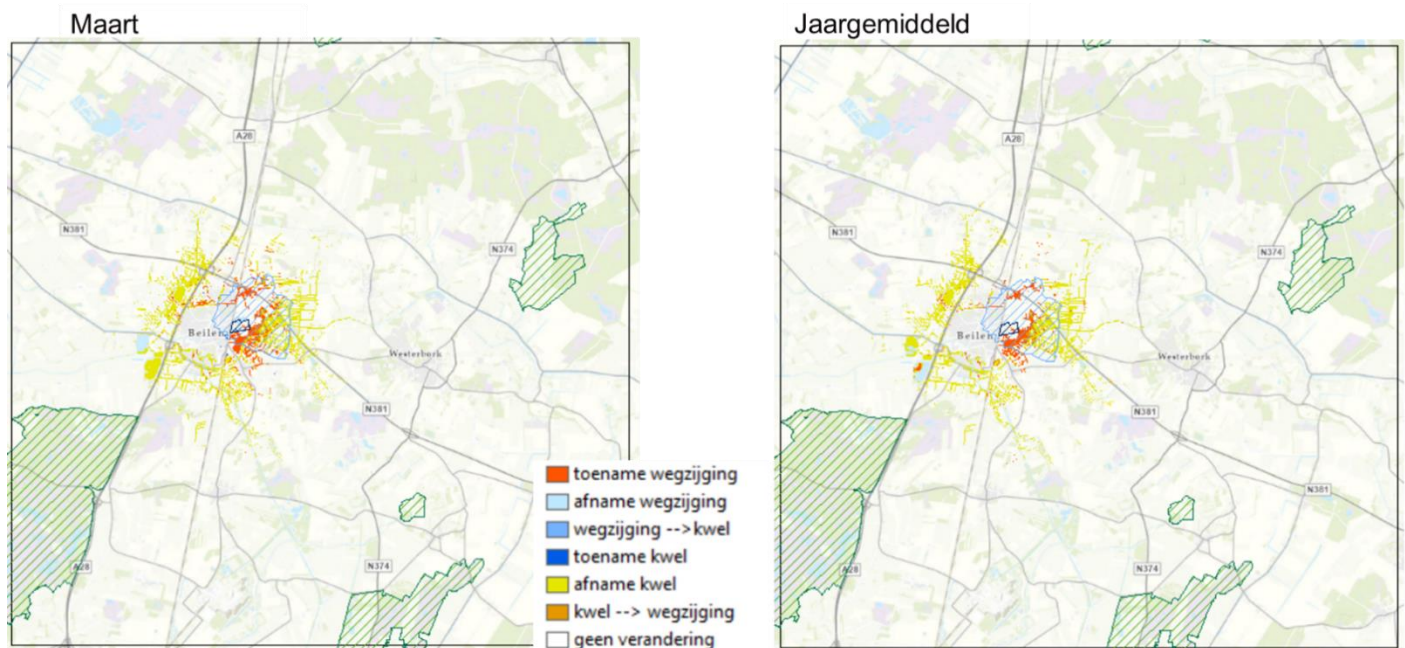 Maart
Jaargemiddeld
A28
A28
N381
N381
N374
N374
Beilen
Beilen
Westerbork
Westerbork
N381
N381
N381
toename wegzijging
afname wegzijging
wegzijging -->kwel
toename kwel
afname kwel
kwel --> wegzijging
geen verandering
A28
N374
A28
N374